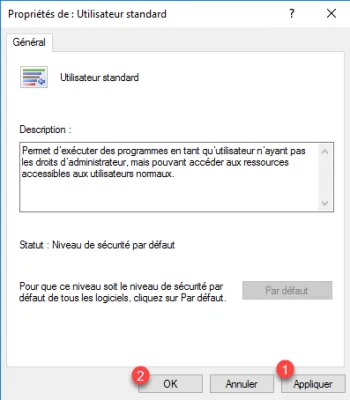 Propriétés de : Utilisateur standard
?
Général
Utilisateur standard
Description :
Permet d'exécuter des programmes en tant qu'utilisateur n'ayant pas
les droits d'administrateur, mais pouvant accéder aux ressources
accessibles aux utilisateurs normaux.
Statut : Niveau de sécurité par défaut
Pour que ce niveau soit le niveau de sécurité par
défaut de tous les logiciels, cliquez sur Par défaut.
Par défaut
2
1
OK
Annuler
Appliquer